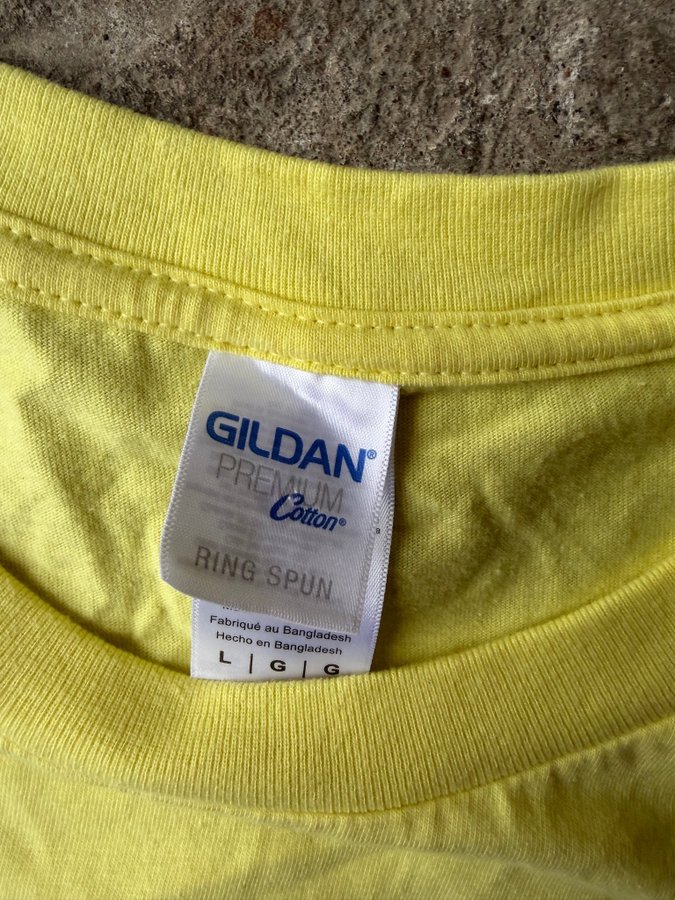 GILDAN®
PREMIUM
Cotton®
RING SPUN
Fabriqué au Bangladesh
Hecho en Bangladesh
L | G | G